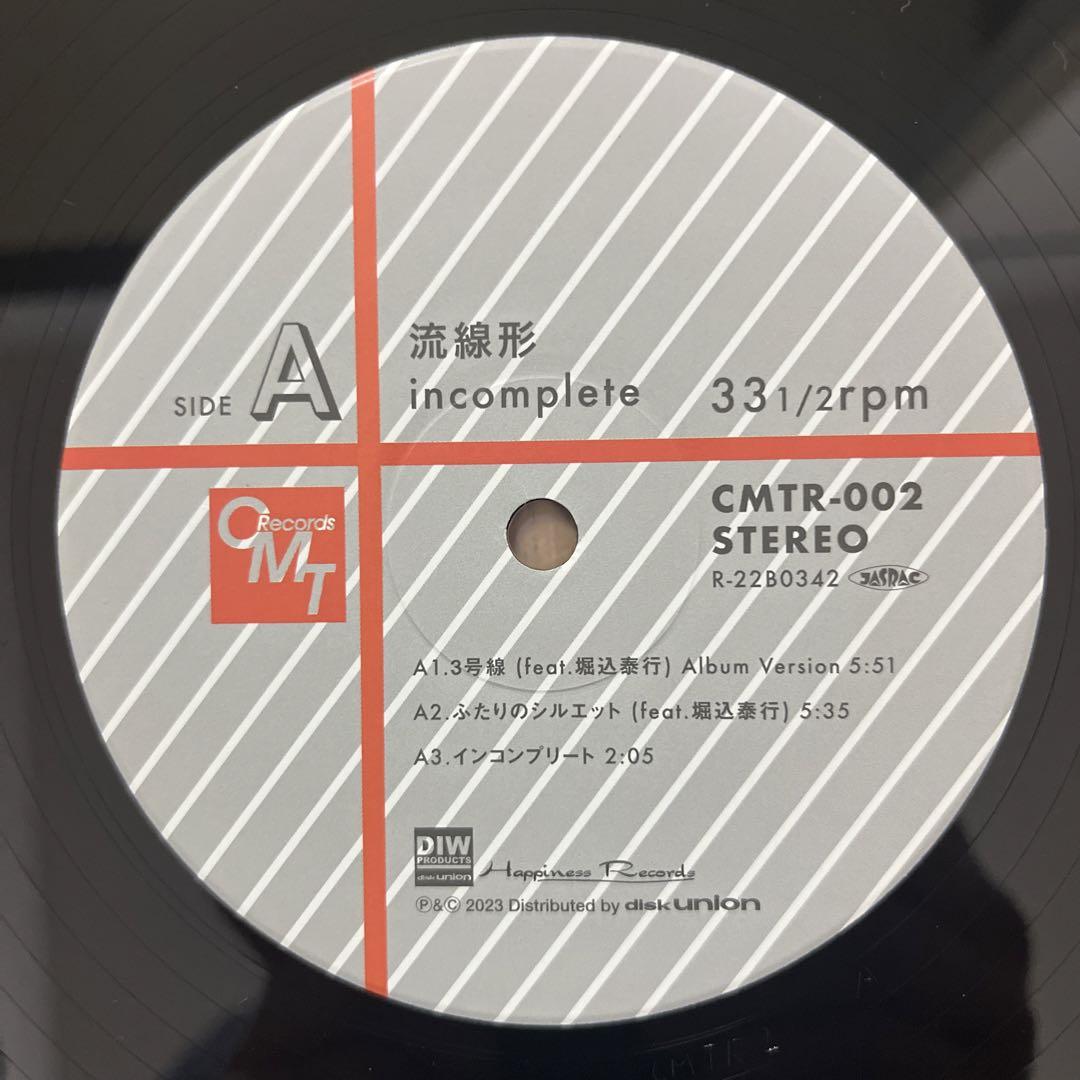 流線形
SIDE A
incomplete
33 1/2rpm
CMTR-002
STEREO
R-22B0342 JASRAC
CMT Records
A1.3号線 (feat.堀込泰行) Album Version 5:51
A2.ふたりのシルエット (feat.堀込泰行) 5:35
A3.インコンプリート 2:05
DIW
PRODUCTS
disk union
Happiness Records
Ⓟ&© 2023 Distributed by disk union
A